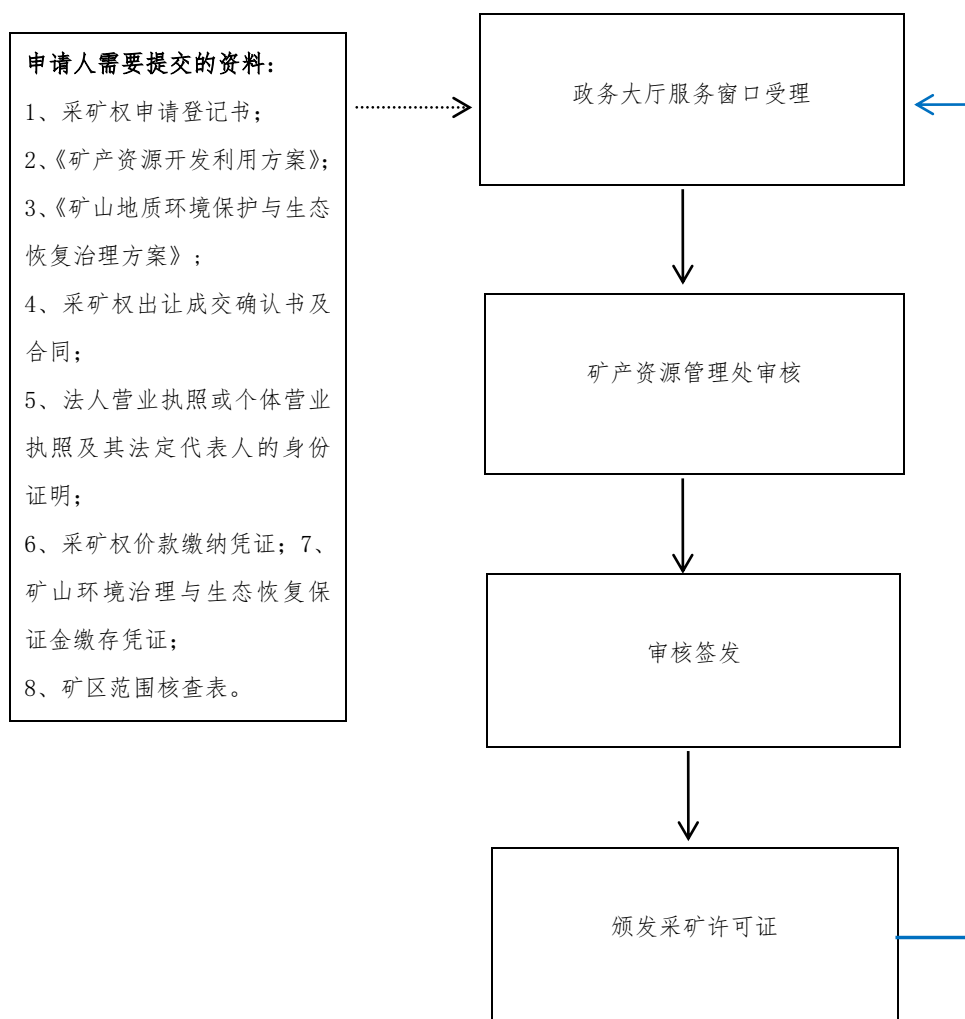 申请人需要提交的资料：
1、采矿权申请登记书；
2、《矿产资源开发利用方案》；
3、《矿山地质环境保护与生态
恢复治理方案》；
4、采矿权出让成交确认书及
合同；
5、法人营业执照或个体营业
执照及其法定代表人的身份
证明；
6、采矿权价款缴纳凭证；7、
矿山环境治理与生态恢复保
证金缴存凭证；
8、矿区范围核查表。
政务大厅服务窗口受理
矿产资源管理处审核
审核签发
颁发采矿许可证